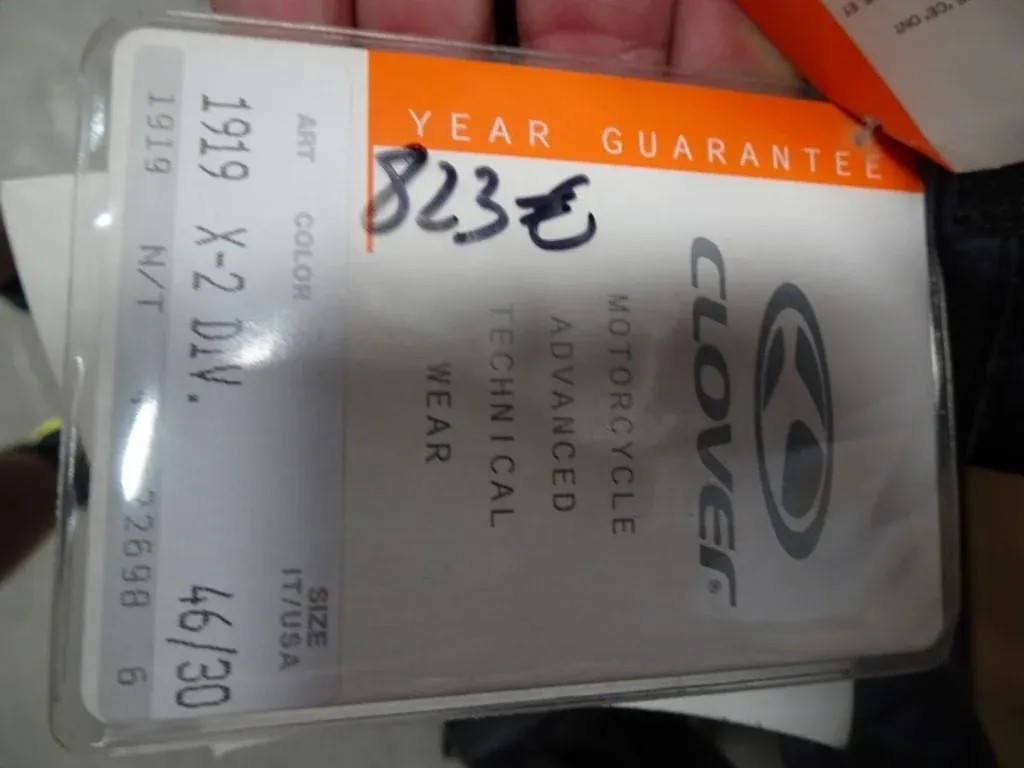 YEAR GUARANTEE
823 €
CLOVER®
MOTORCYCLE
ADVANCED
TECHNICAL
WEAR
ART COLOR SIZE
IT/USA
1919 X-2 DIV. 46/30
1919 N/T 22698 6